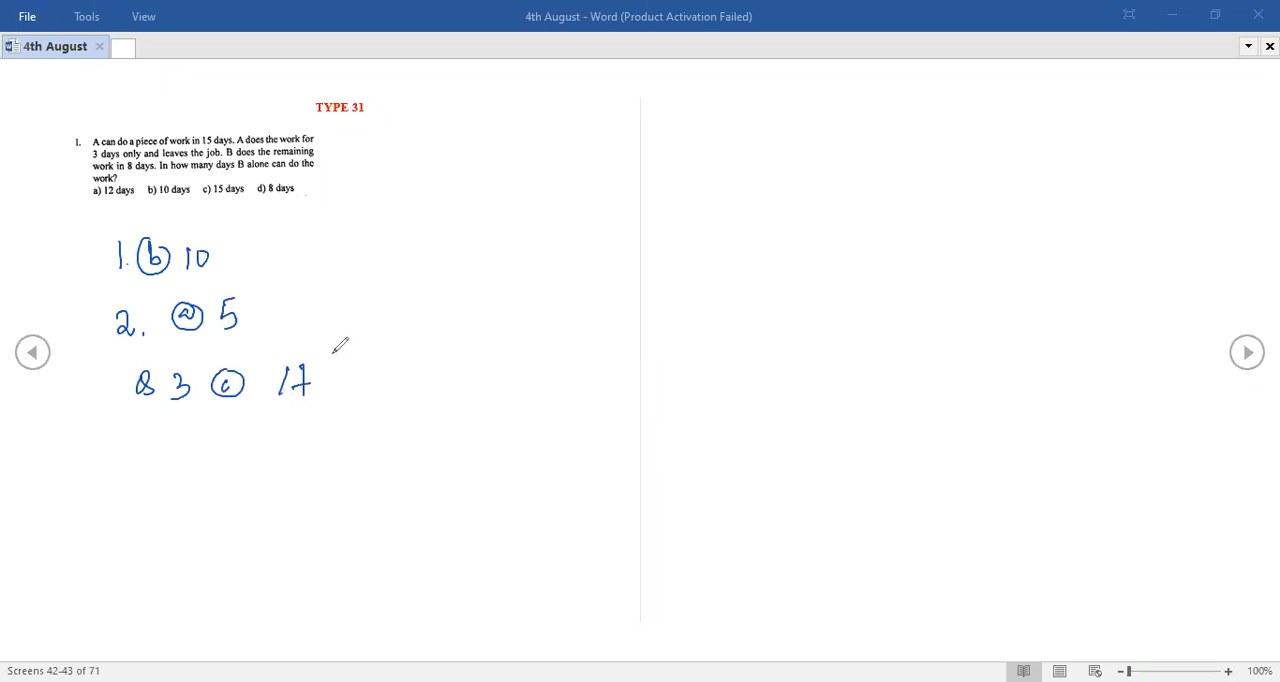 File Tools View 4th August - Word (Product Activation Failed)
4th August
TYPE 31
1. A can do a piece of work in 15 days. A does the work for
3 days only and leaves the job. B does the remaining
work in 8 days. In how many days B alone can do the
work?
a) 12 days b) 10 days c) 15 days d) 8 days
1. b 10
2. a 5
3 c 17
Screens 42-43 of 71 100%